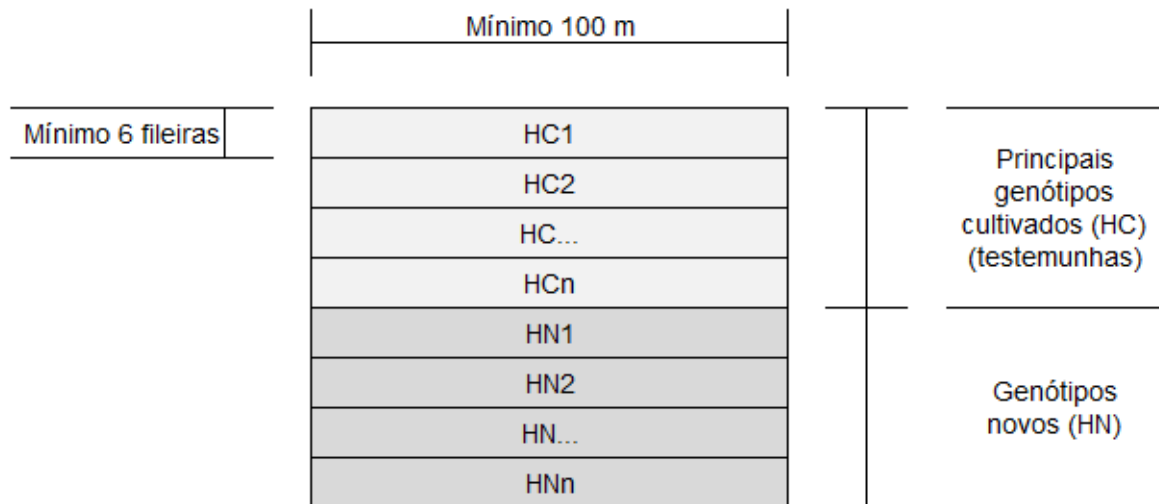 Mínimo 100 m
Mínimo 6 fileiras
HC1
HC2
HC...
HCn
HN1
HN2
HN...
HNn
Principais
genótipos
cultivados (HC)
(testemunhas)
Genótipos
novos (HN)